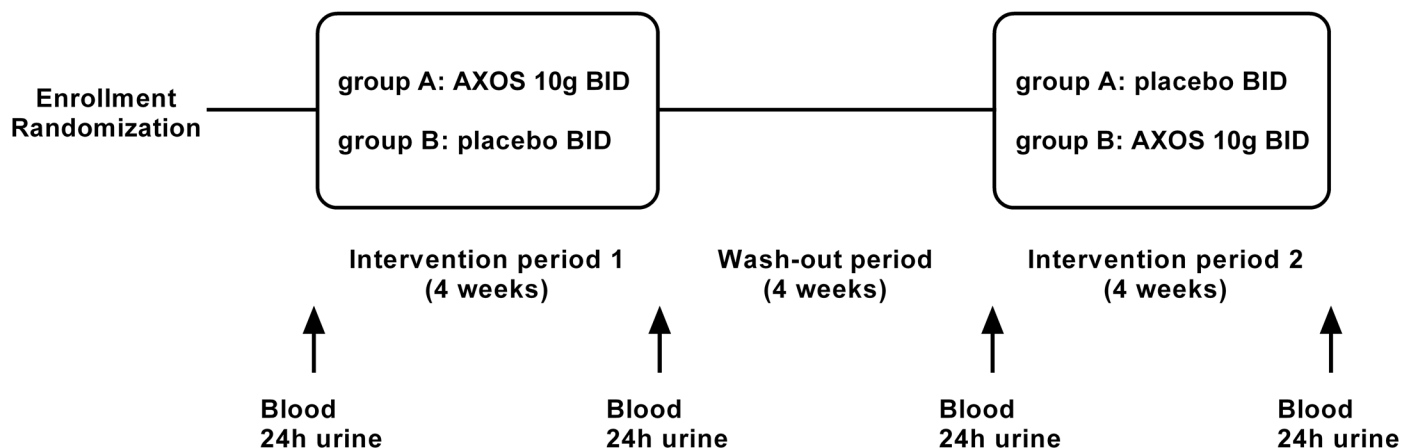 Enrollment
Randomization
group A: AXOS 10g BID
group B: placebo BID
group A: placebo BID
group B: AXOS 10g BID
Intervention period 1
(4 weeks)
Wash-out period
(4 weeks)
Intervention period 2
(4 weeks)
Blood
24h urine
Blood
24h urine
Blood
24h urine
Blood
24h urine